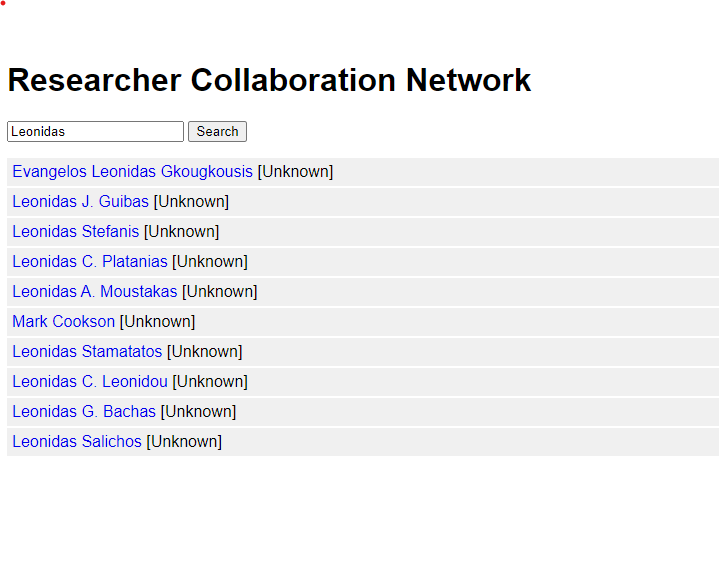 Researcher Collaboration Network
Leonidas Search
Evangelos Leonidas Gkougkousis [Unknown]
Leonidas J. Guibas [Unknown]
Leonidas Stefanis [Unknown]
Leonidas C. Platanias [Unknown]
Leonidas A. Moustakas [Unknown]
Mark Cookson [Unknown]
Leonidas Stamatatos [Unknown]
Leonidas C. Leonidou [Unknown]
Leonidas G. Bachas [Unknown]
Leonidas Salichos [Unknown]